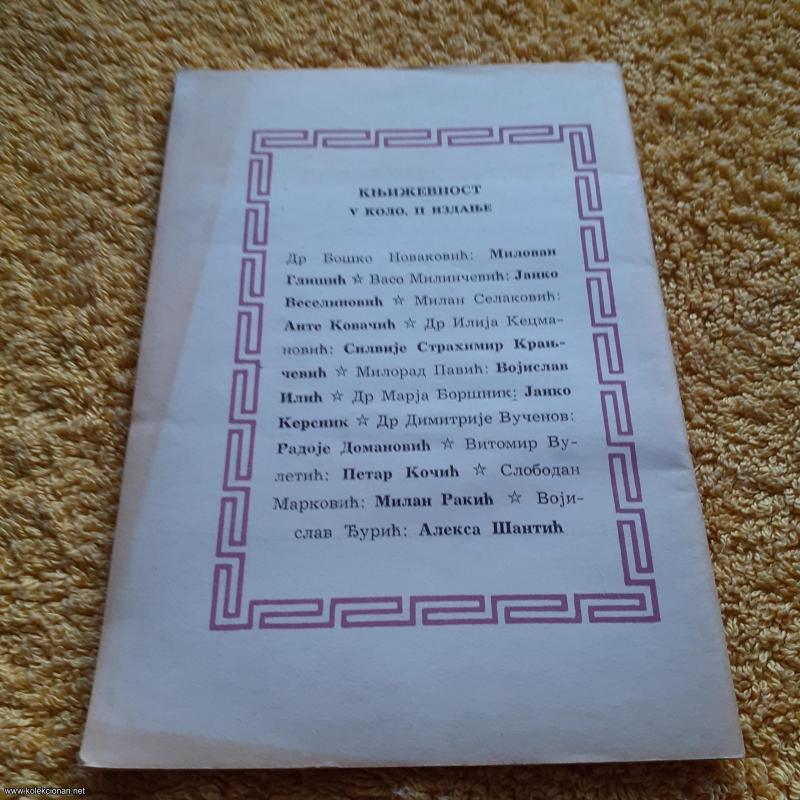 КЊИЖЕВНОСТ
V КОЛО, II ИЗДАЊЕ
Др Бошко Новаковић: Милован
Глишић ☆ Васо Милинчевић: Јанко
Веселиновић ☆ Милан Селаковић:
Анте Ковачић ☆ Др Илија Кецма-
новић: Силвије Страхимир Крањ-
чевић ☆ Милорад Павић: Војислав
Илић ☆ Др Марја Боршник: Јанко
Керсник ☆ Др Димитрије Вученов:
Радоје Домановић ☆ Витомир Ву-
летић: Петар Кочић ☆ Слободан
Марковић: Милан Ракић ☆ Воји-
слав Ђурић: Алекса Шантић
www.kolekcionari.net